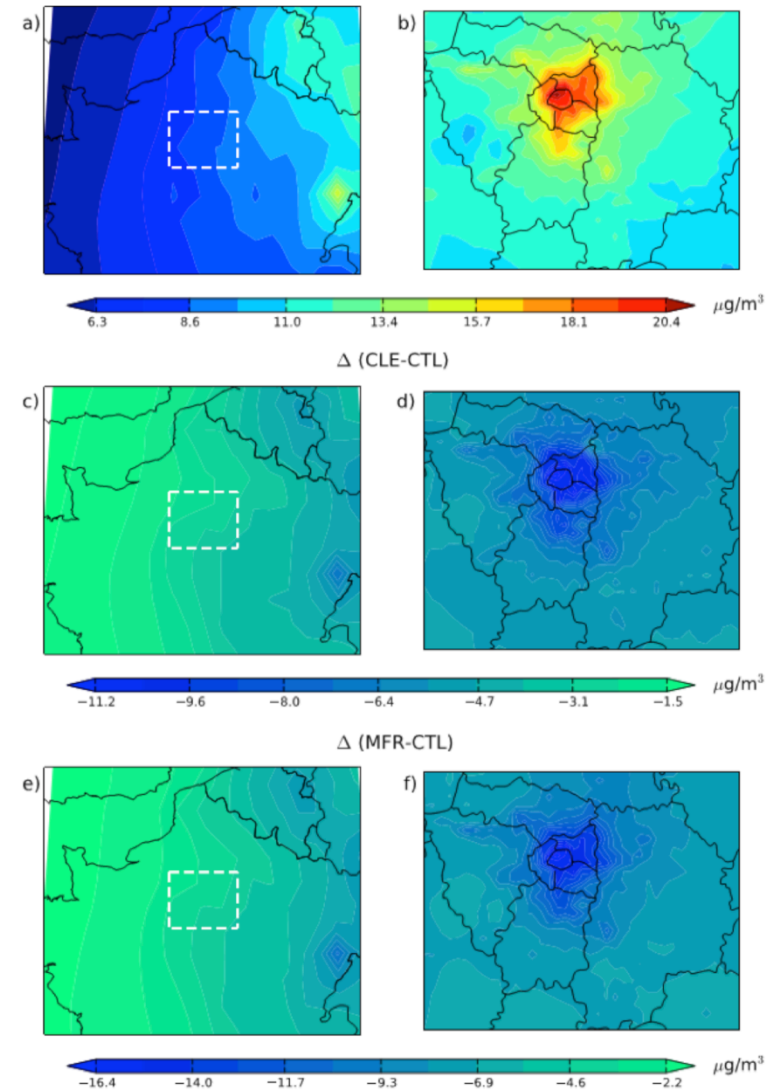 a) b)
6.3 8.6 11.0 13.4 15.7 18.1 20.4 μg/m³
Δ (CLE-CTL)
c) d)
−11.2 −9.6 −8.0 −6.4 −4.7 −3.1 −1.5 μg/m³
Δ (MFR-CTL)
e) f)
−16.4 −14.0 −11.7 −9.3 −6.9 −4.6 −2.2 μg/m³